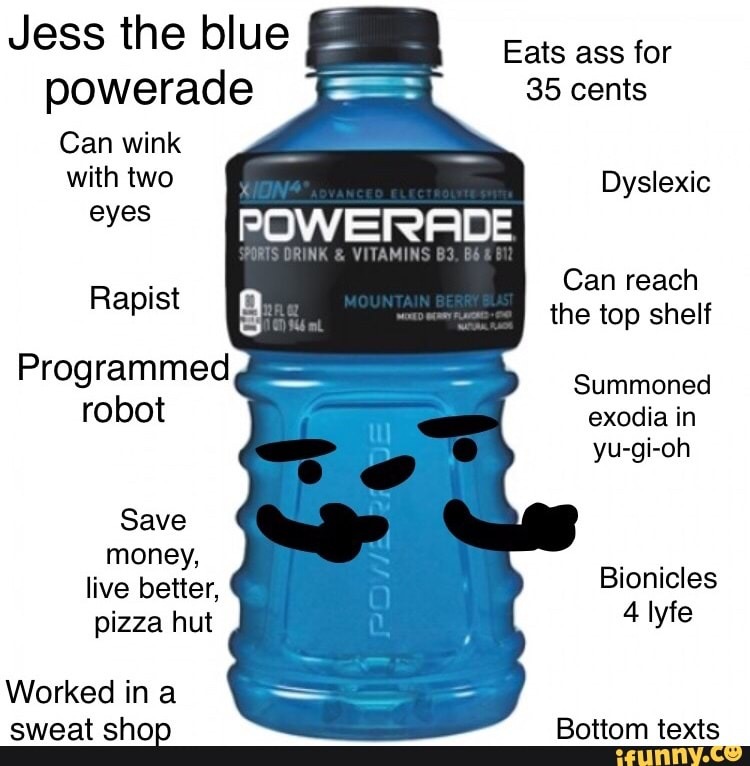 Jess the blue
powerade
Eats ass for
35 cents
Can wink
with two
eyes
Dyslexic
XION4® ADVANCED ELECTROLYTE SYSTEM
POWERADE
SPORTS DRINK & VITAMINS B3, B6 & B12
MOUNTAIN BERRY BLAST
MIXED BERRY FLAVORED + OTHER
NATURAL FLAVORS
80
32 FL OZ
(1 QT) 946 mL
Rapist
Can reach
the top shelf
Programmed
robot
Summoned
exodia in
yu-gi-oh
POWERADE
Save
money,
live better,
pizza hut
Bionicles
4 lyfe
Worked in a
sweat shop
Bottom texts
ifunny.co